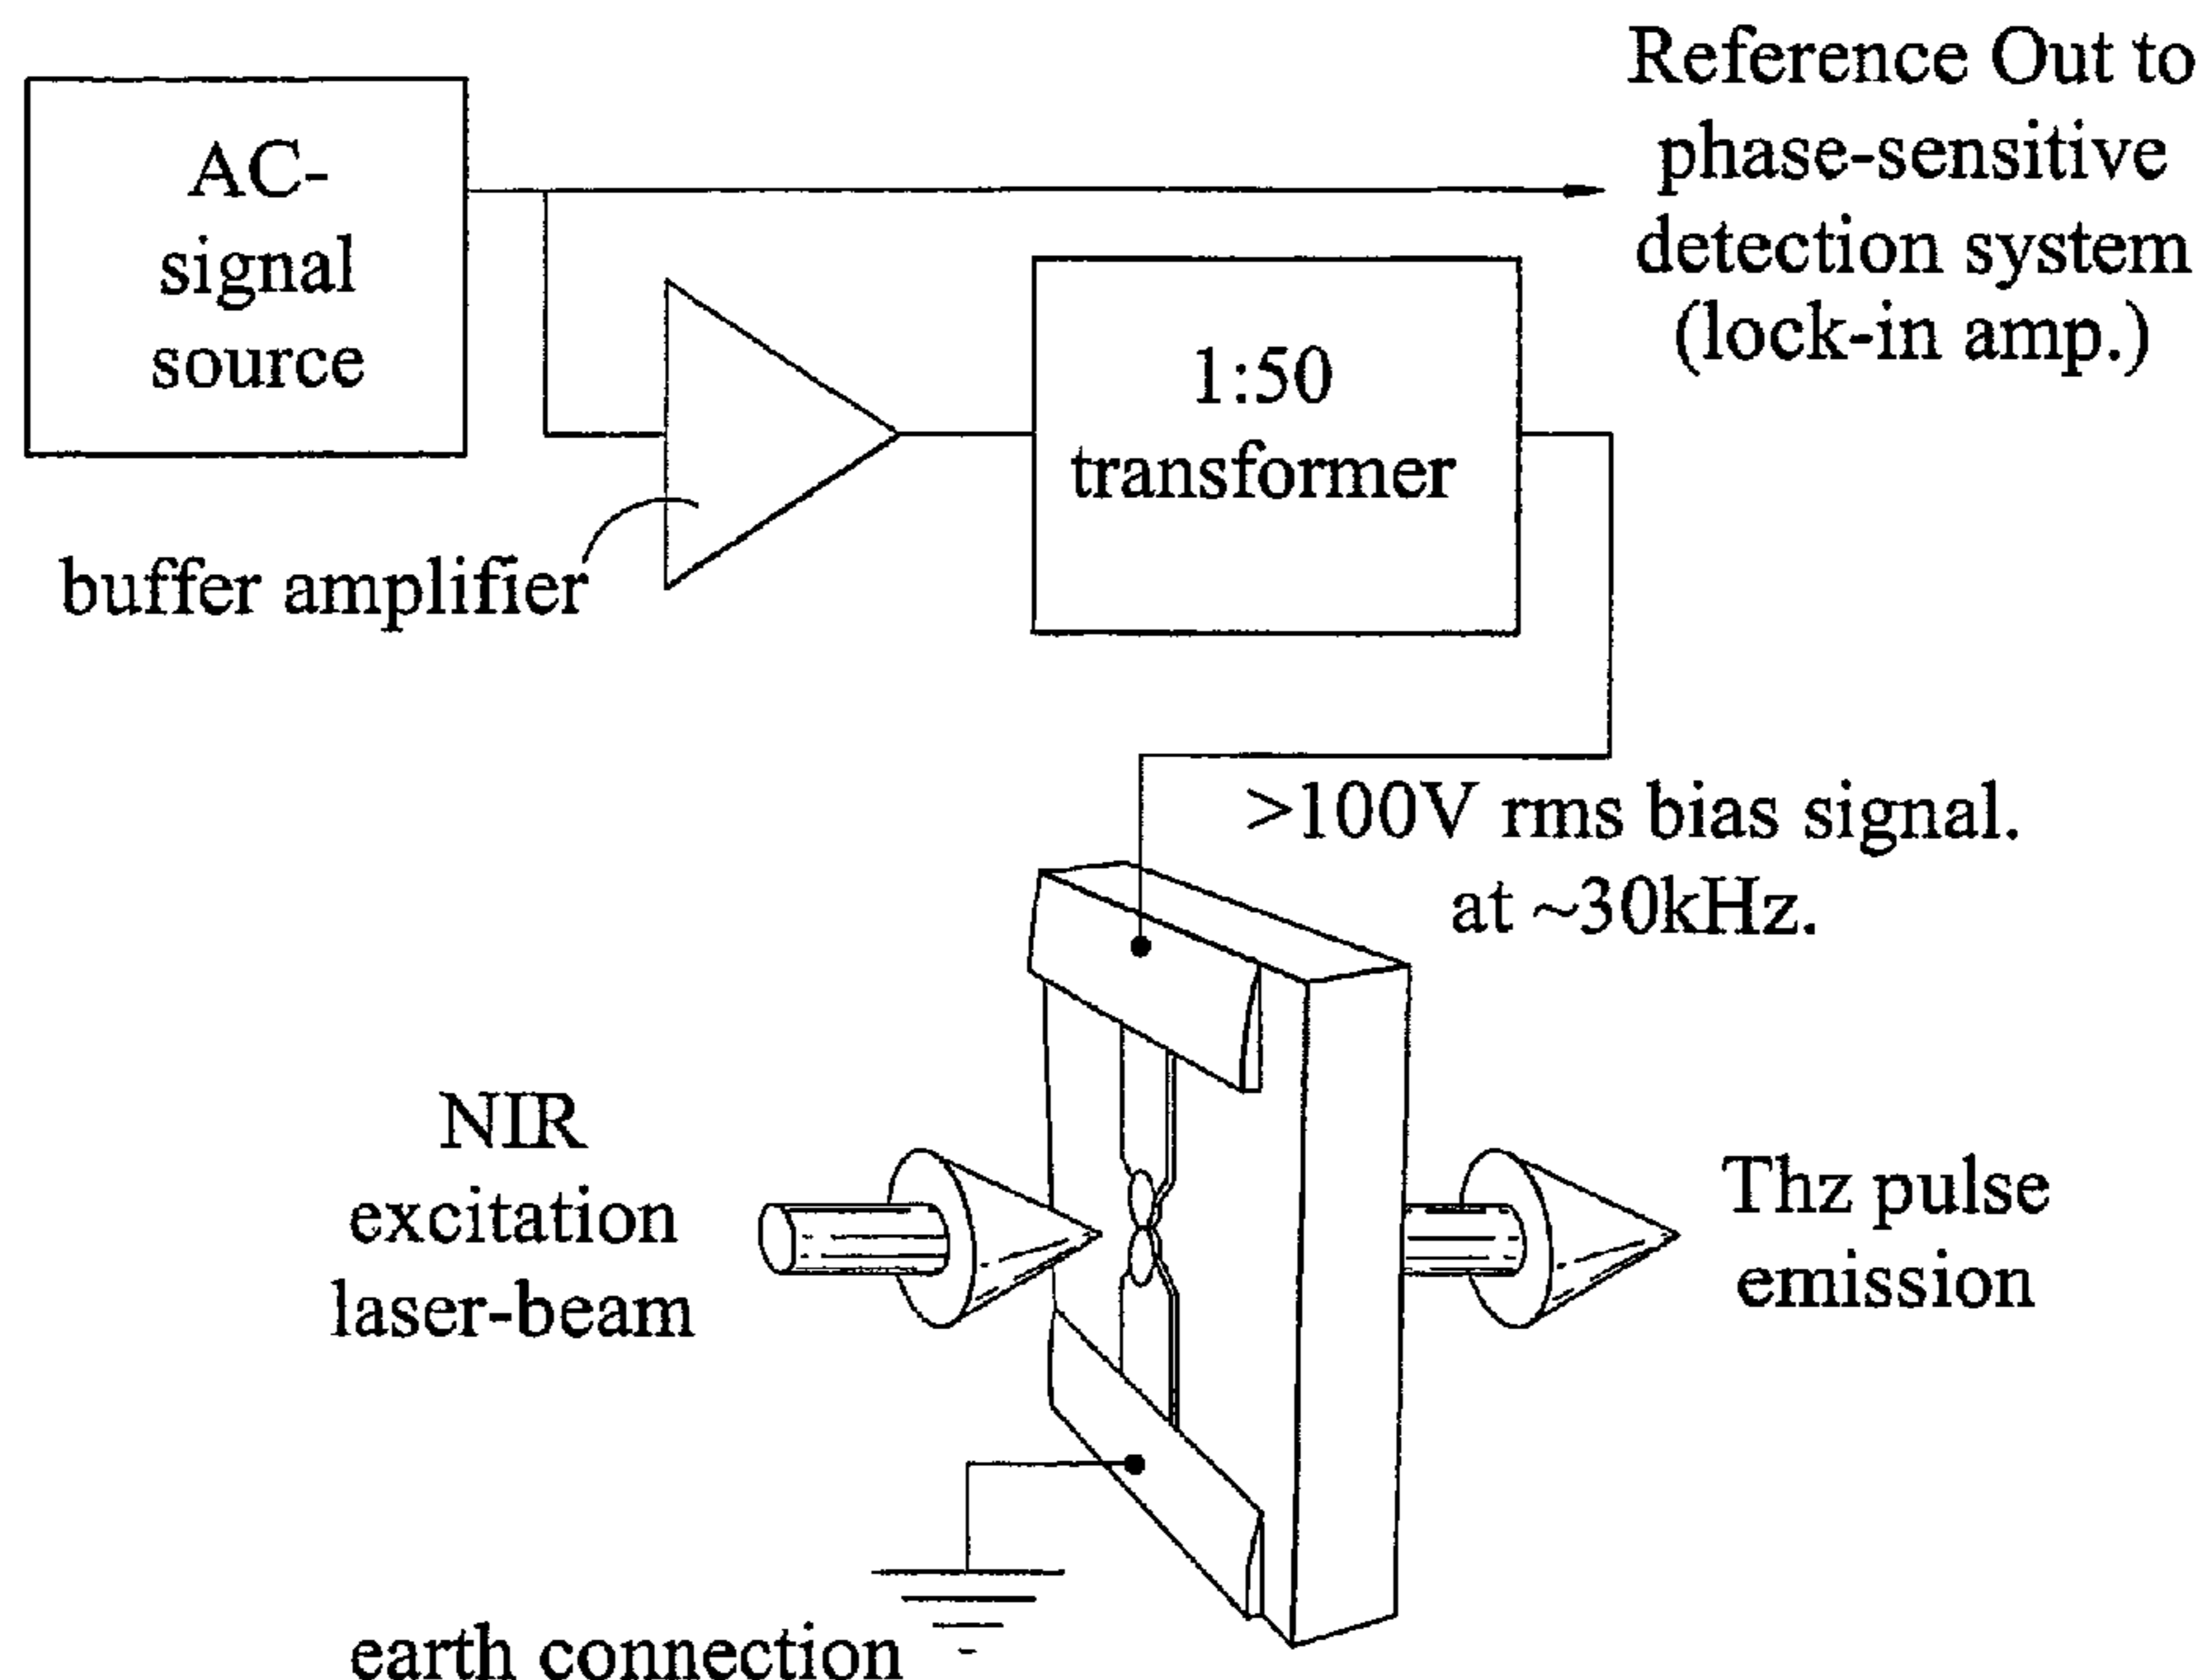 AC-
signal
source
Reference Out to
phase-sensitive
detection system
(lock-in amp.)
1:50
transformer
buffer amplifier
>100V rms bias signal.
at ~30kHz.
NIR
excitation
laser-beam
Thz pulse
emission
earth connection